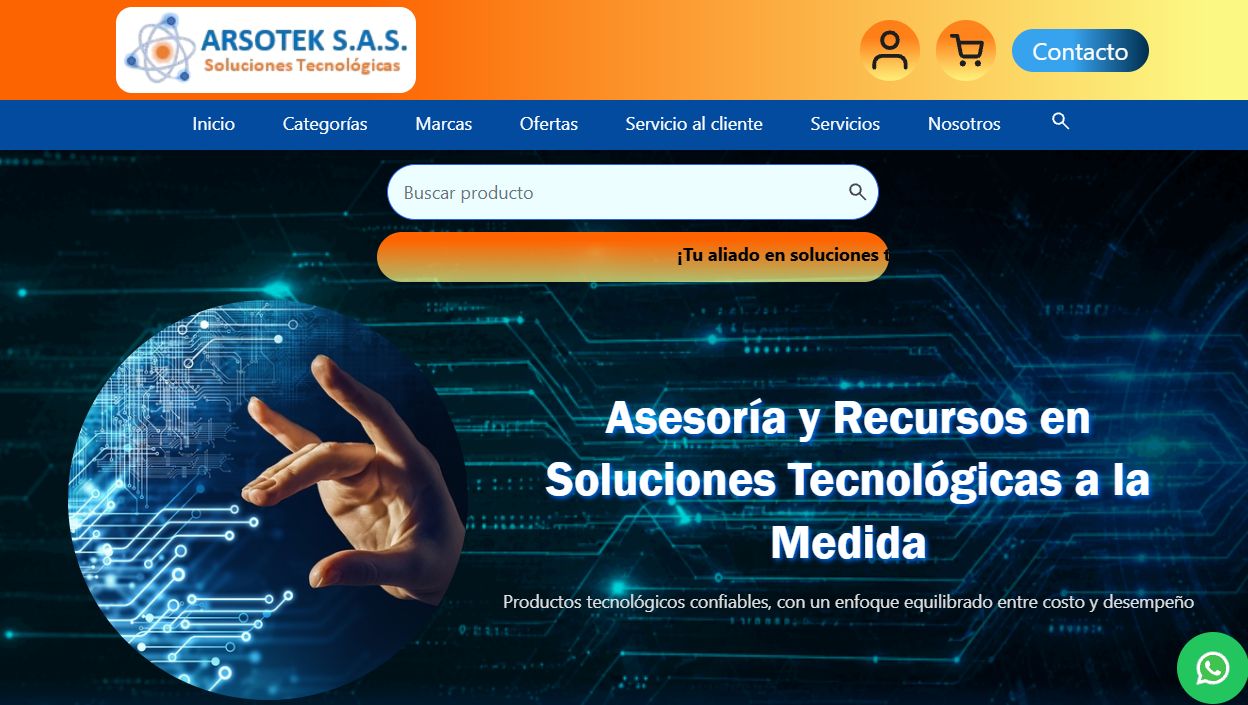 ARSOTEK S.A.S.
Soluciones Tecnológicas
Contacto
Inicio Categorías Marcas Ofertas Servicio al cliente Servicios Nosotros
Buscar producto
¡Tu aliado en soluciones t
Asesoría y Recursos en
Soluciones Tecnológicas a la
Medida
Productos tecnológicos confiables, con un enfoque equilibrado entre costo y desempeño